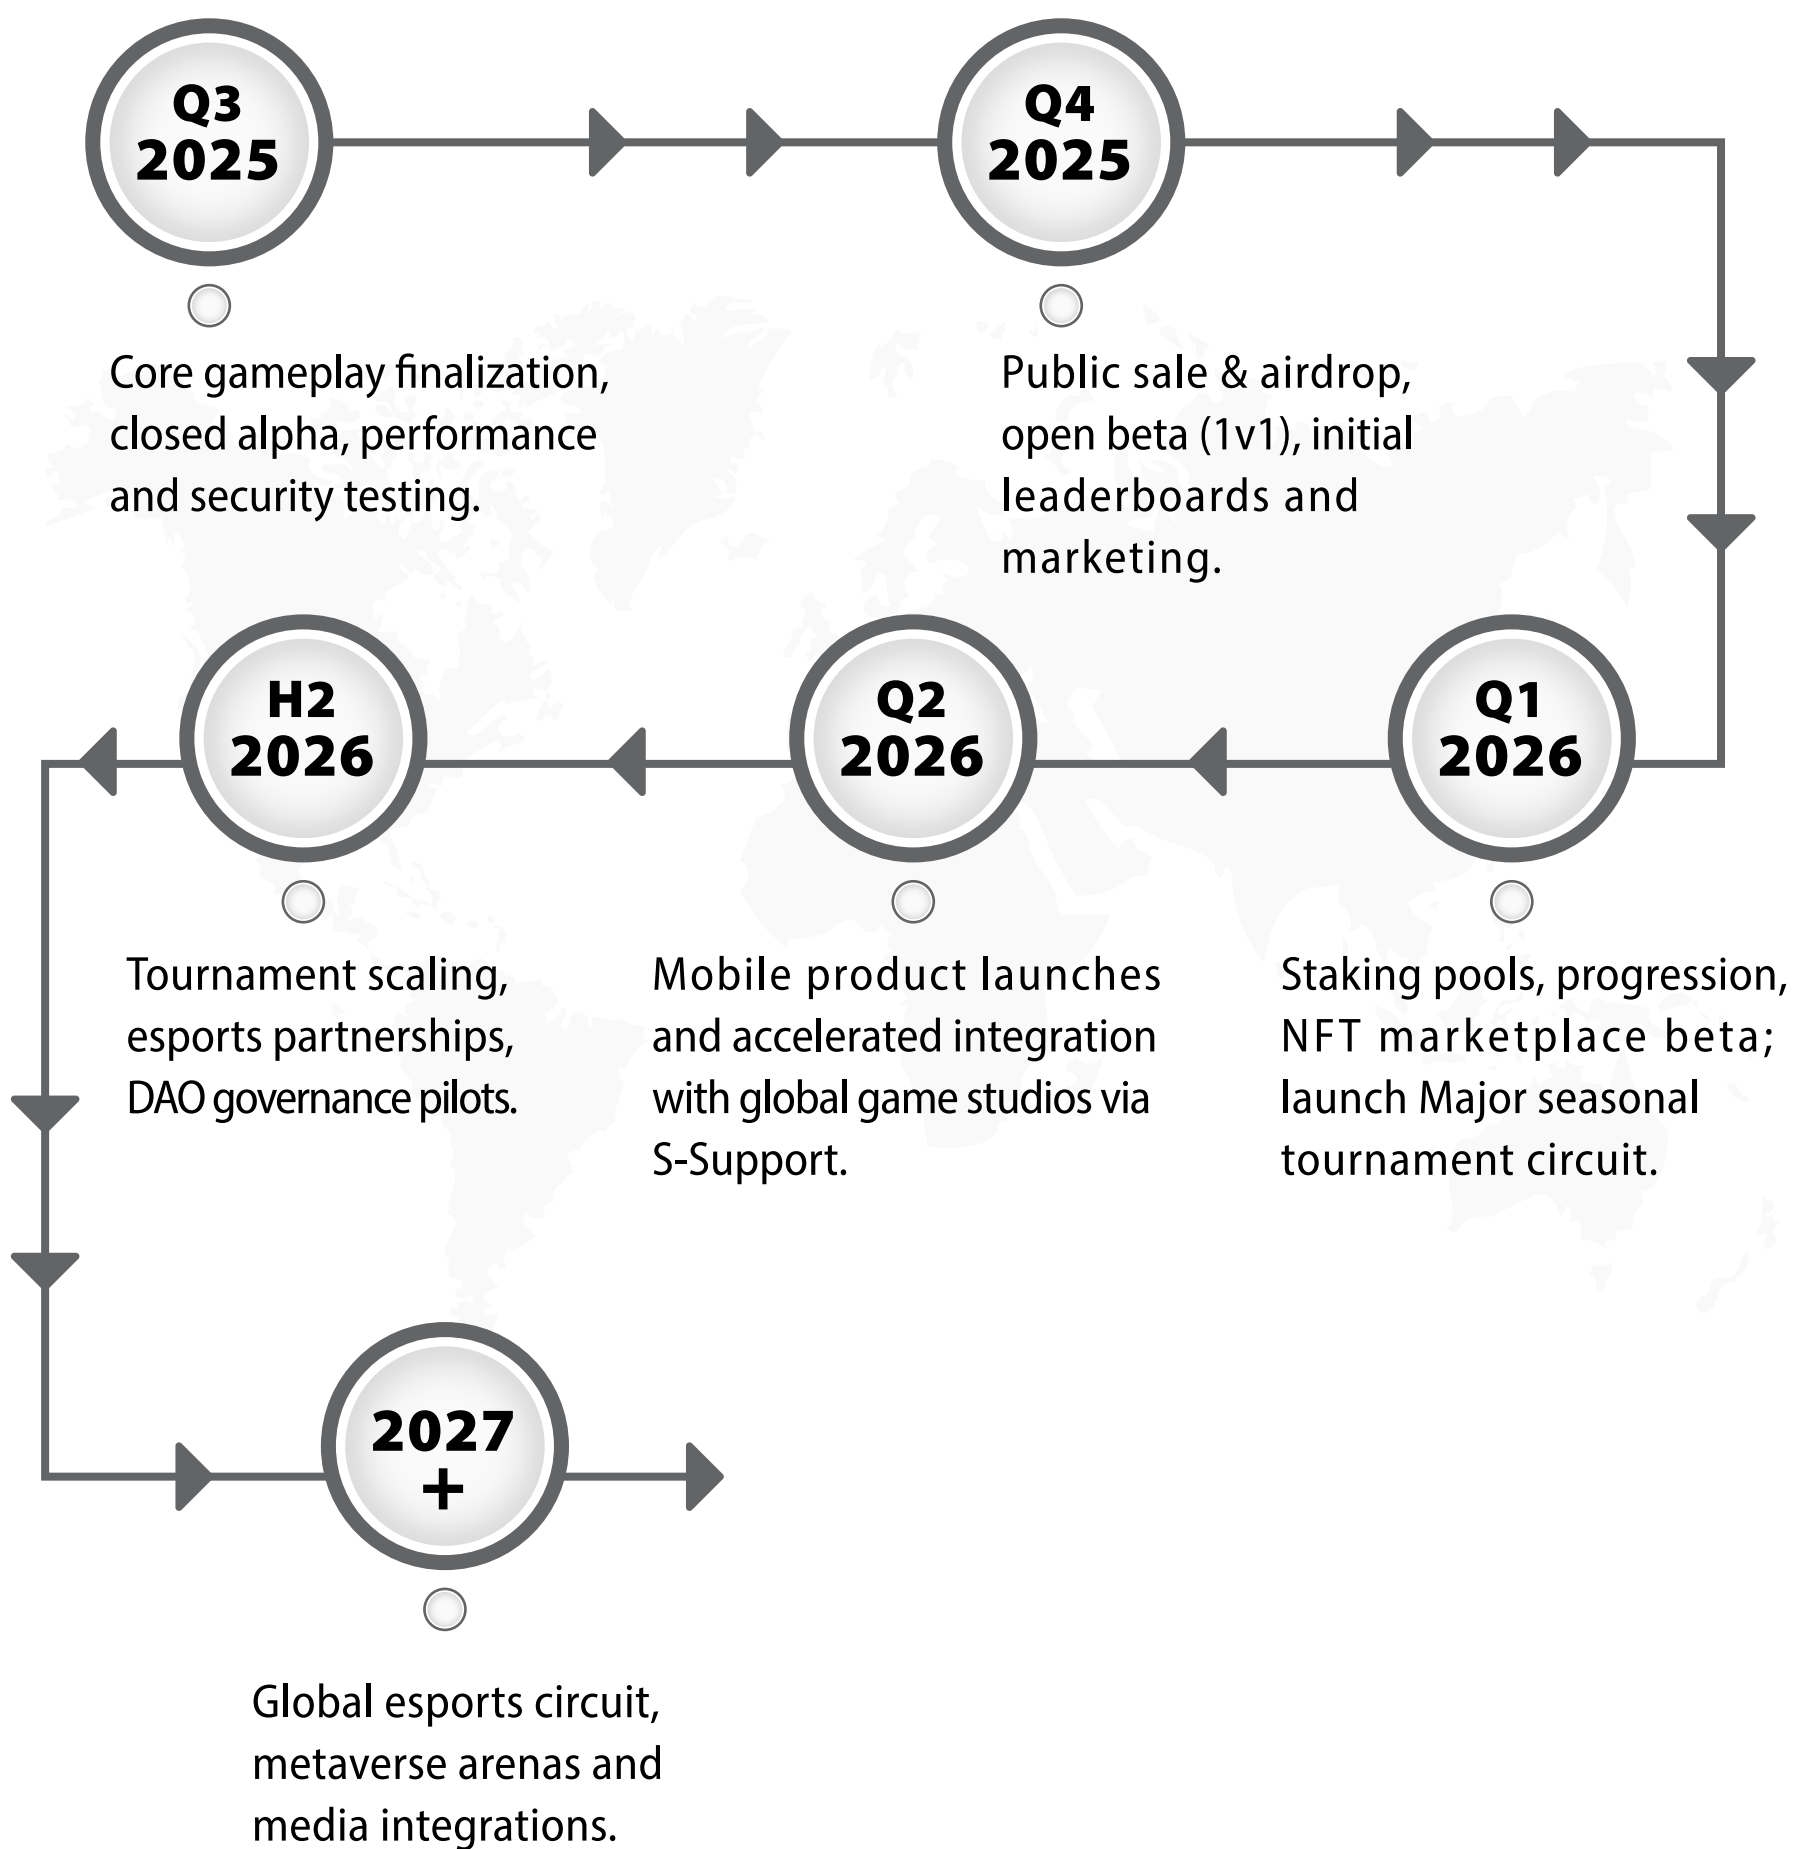 Q3
2025
Core gameplay finalization,
closed alpha, performance
and security testing.
Q4
2025
Public sale & airdrop,
open beta (1v1), initial
leaderboards and
marketing.
Q1
2026
Staking pools, progression,
NFT marketplace beta;
launch Major seasonal
tournament circuit.
Q2
2026
Mobile product launches
and accelerated integration
with global game studios via
S-Support.
H2
2026
Tournament scaling,
esports partnerships,
DAO governance pilots.
2027
+
Global esports circuit,
metaverse arenas and
media integrations.